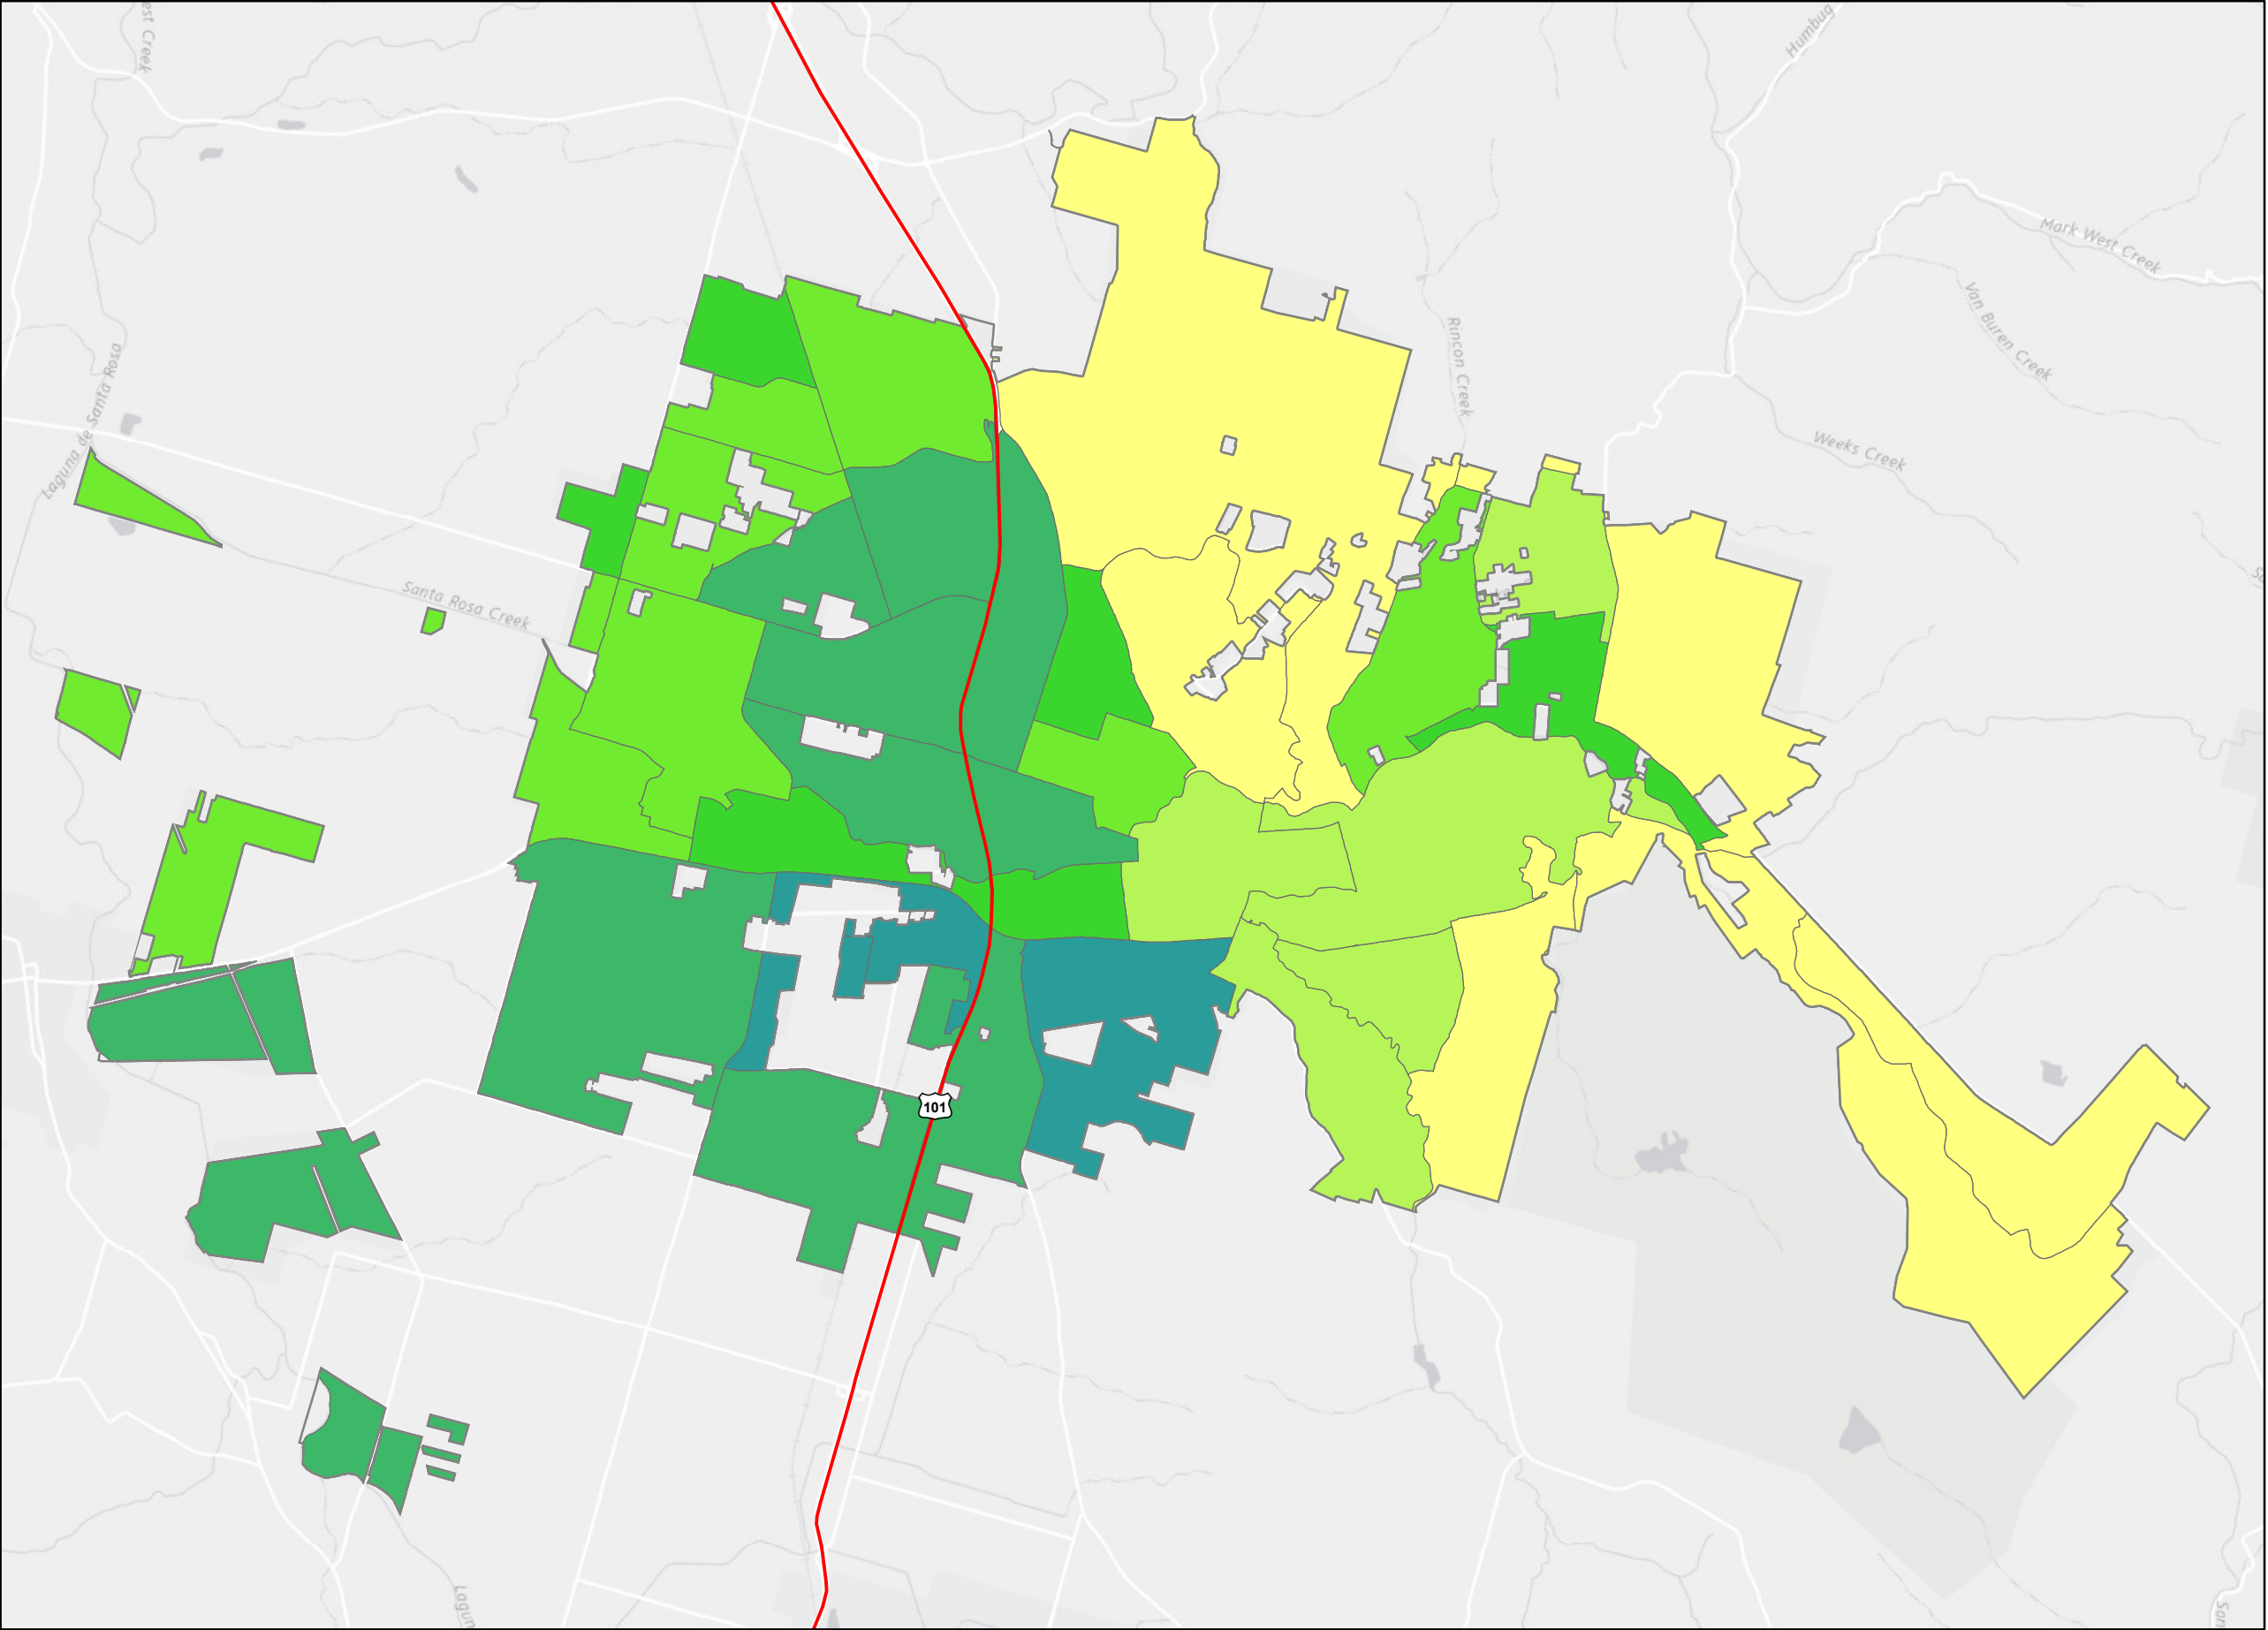 est Creek
Humbug
Mark West Creek
Van Buren Creek
Rincon Creek
Laguna de Santa Rosa
Weeks Creek
Santa Rosa Creek
101
Lagun